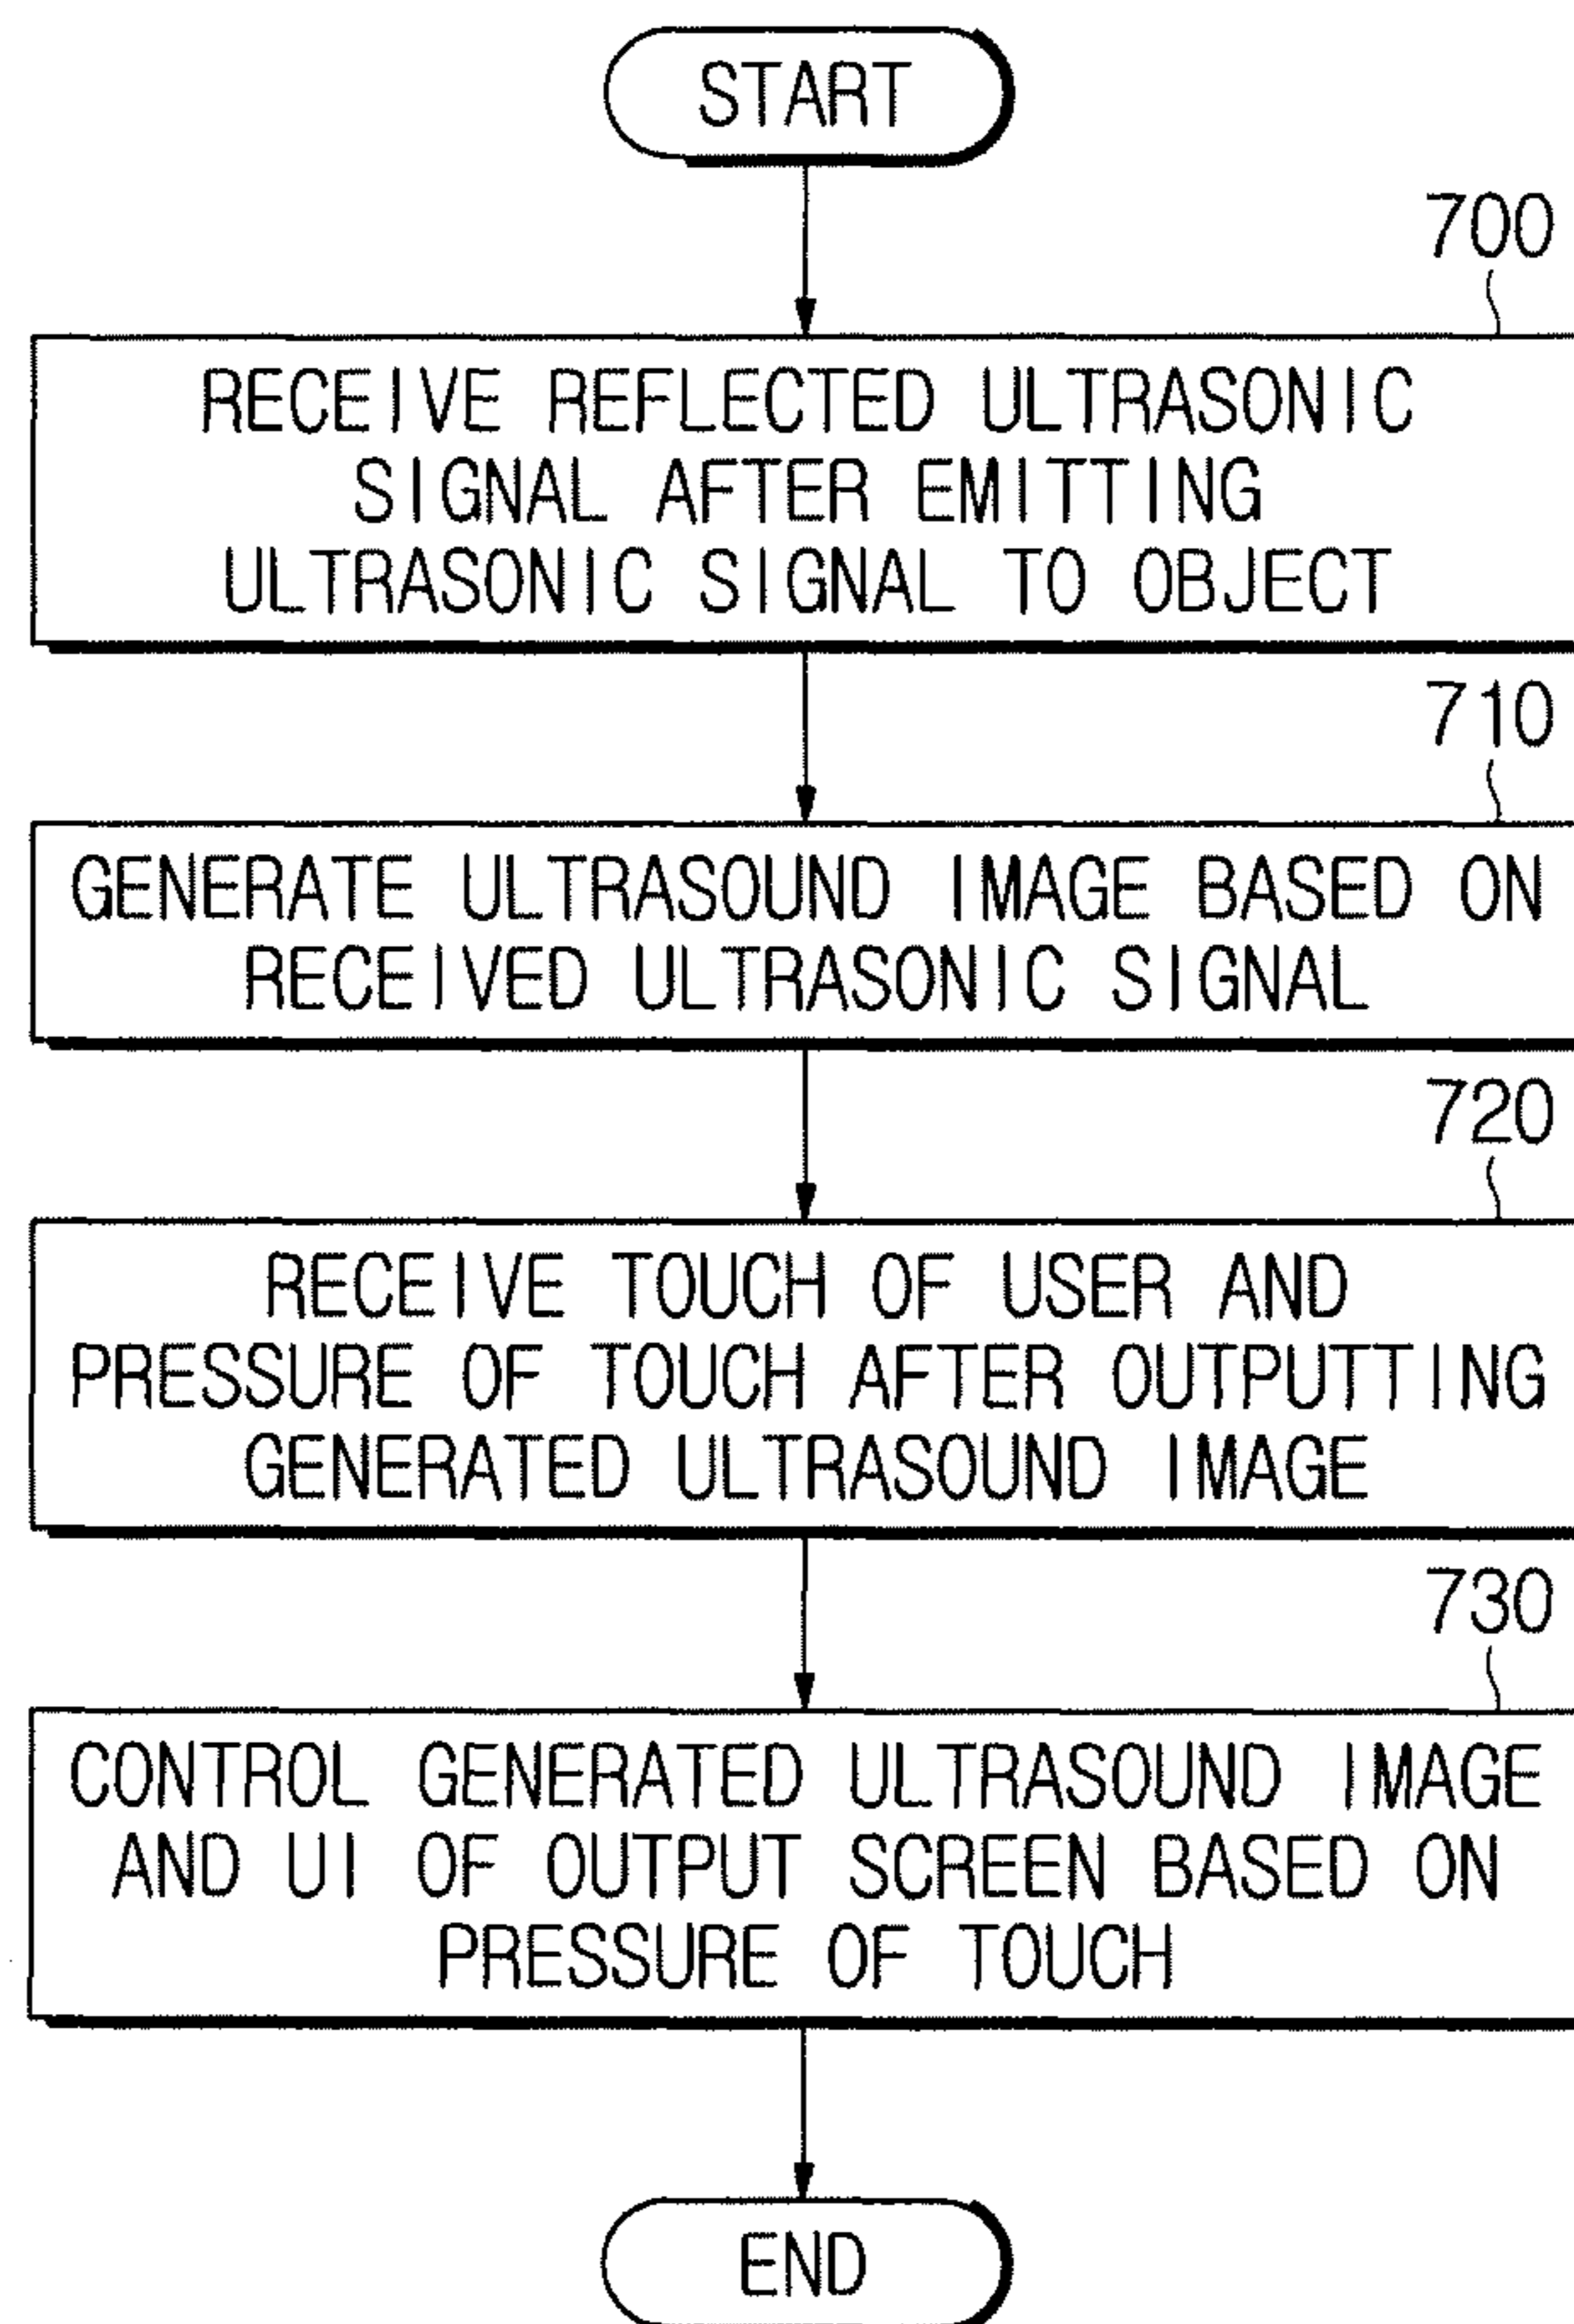 START
700
RECEIVE REFLECTED ULTRASONIC
SIGNAL AFTER EMITTING
ULTRASONIC SIGNAL TO OBJECT
710
GENERATE ULTRASOUND IMAGE BASED ON
RECEIVED ULTRASONIC SIGNAL
720
RECEIVE TOUCH OF USER AND
PRESSURE OF TOUCH AFTER OUTPUTTING
GENERATED ULTRASOUND IMAGE
730
CONTROL GENERATED ULTRASOUND IMAGE
AND UI OF OUTPUT SCREEN BASED ON
PRESSURE OF TOUCH
END